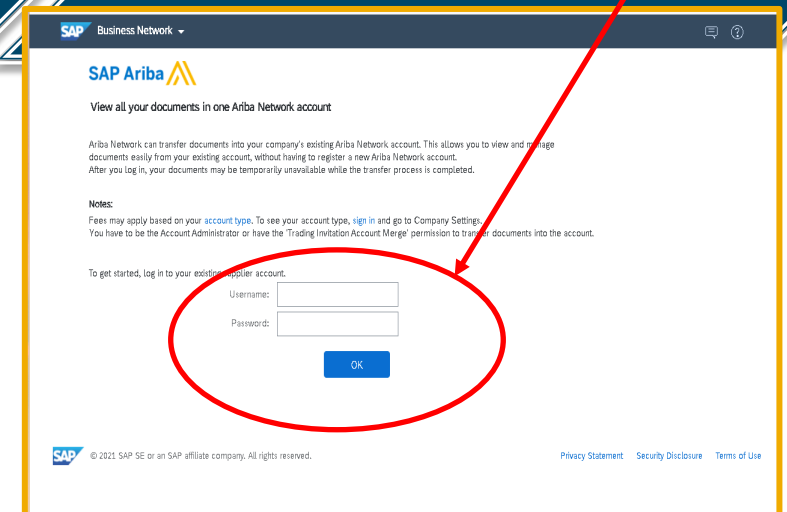 SAP Business Network
SAP Ariba
View all your documents in one Ariba Network account
Ariba Network can transfer documents into your company's existing Ariba Network account. This allows you to view and manage
documents easily from your existing account, without having to register a new Ariba Network account.
After you log in, your documents may be temporarily unavailable while the transfer process is completed.
Notes:
Fees may apply based on your account type. To see your account type, sign in and go to Company Settings.
You have to be the Account Administrator or have the 'Trading Invitation Account Merge' permission to transfer documents into the account.
To get started, log in to your existing supplier account.
Username:
Password:
OK
SAP © 2021 SAP SE or an SAP affiliate company. All rights reserved. Privacy Statement Security Disclosure Terms of Use